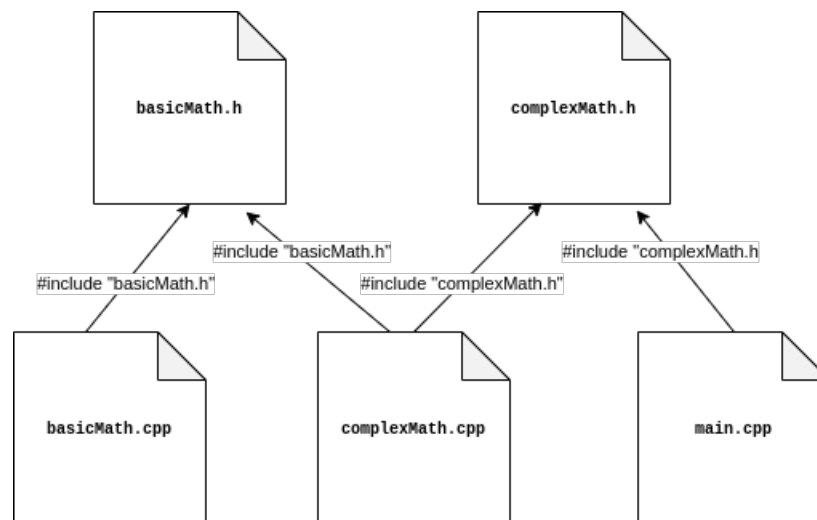 basicMath.h
complexMath.h
#include "basicMath.h"
#include "complexMath.h
#include "basicMath.h"
#include "complexMath.h"
basicMath.cpp
complexMath.cpp
main.cpp